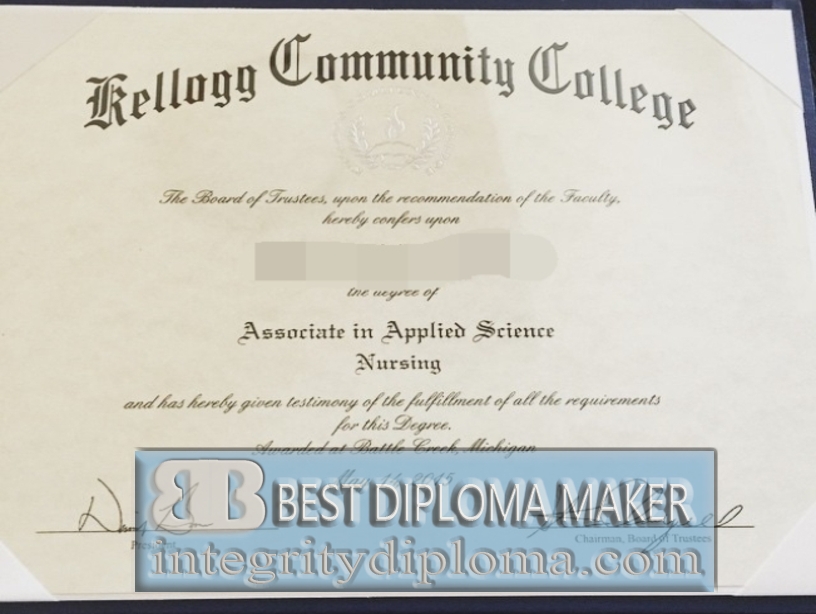 Kellogg Community College
The Board of Trustees, upon the recommendation of the Faculty,
hereby confers upon
the degree of
Associate in Applied Science
Nursing
and has hereby given testimony of the fulfillment of all the requirements
for this Degree.
Awarded at Battle Creek, Michigan
May 14, 2015
BB BEST DIPLOMA MAKER
President
Chairman, Board of Trustees
integritydiploma.com